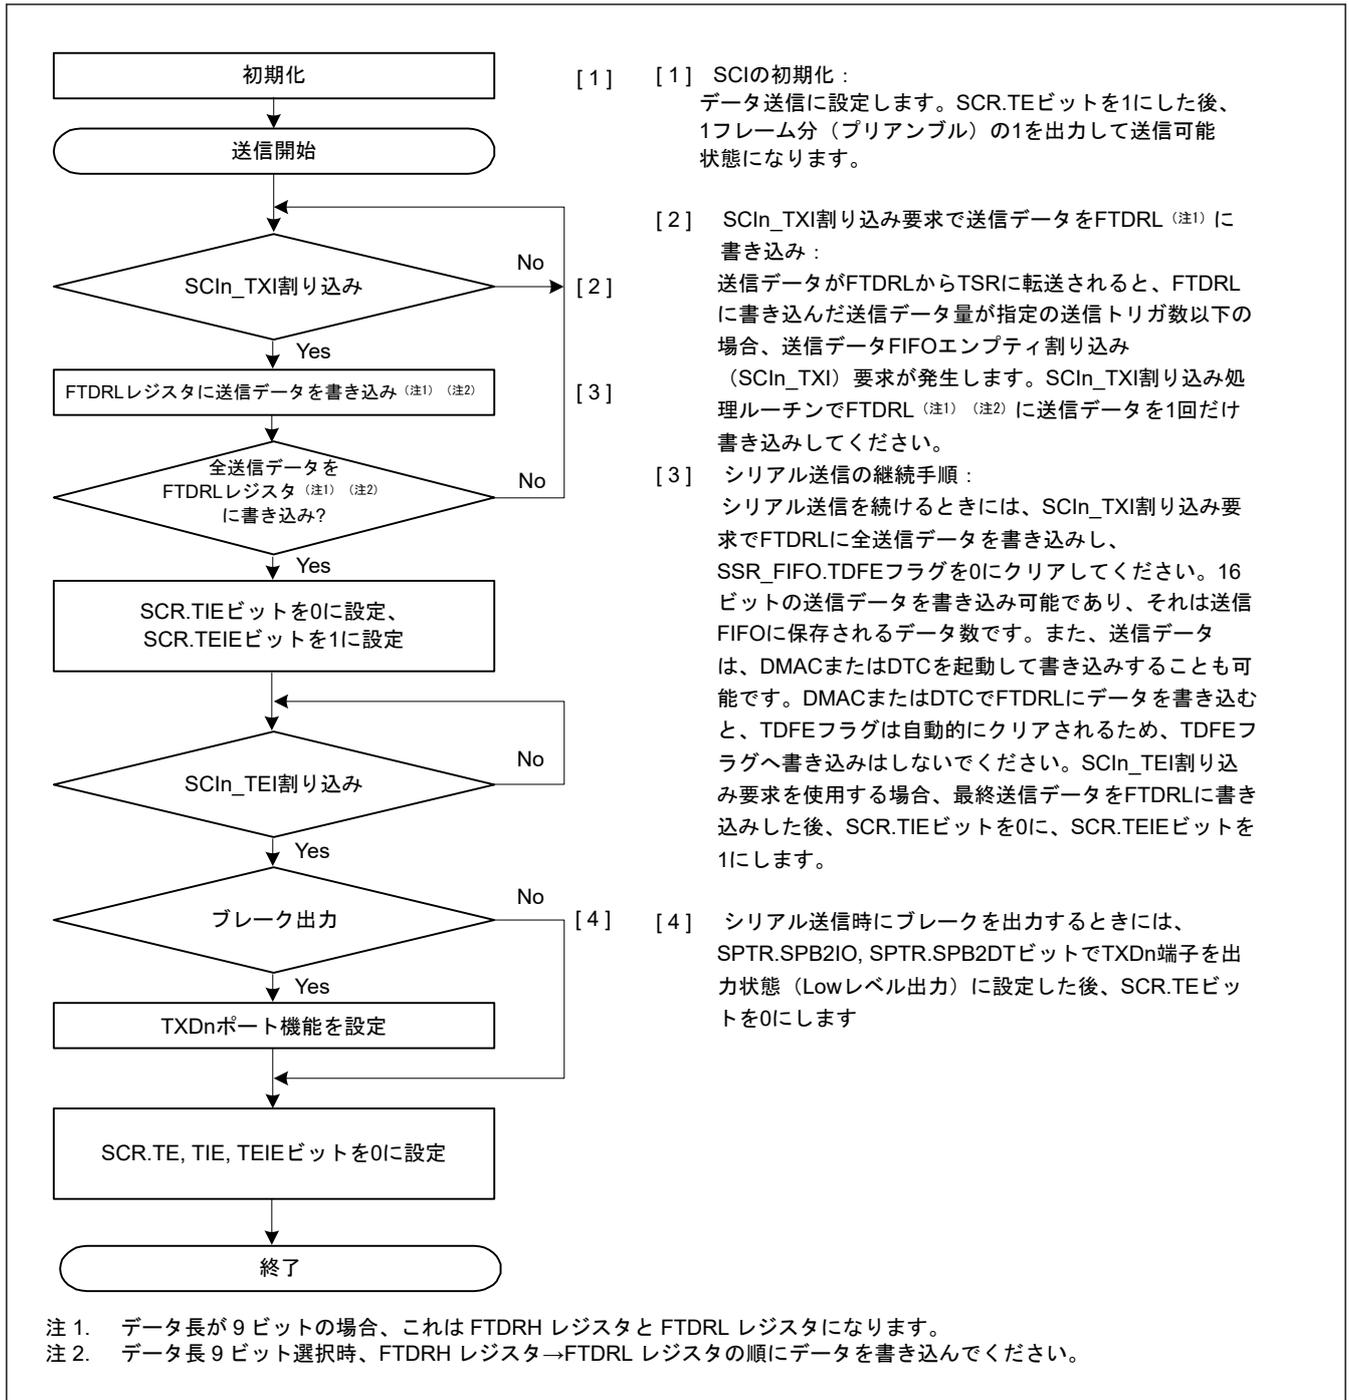 初期化
[ 1 ]
送信開始
SCIn_TXI割り込み
No
[ 2 ]
Yes
FTDRLレジスタに送信データを書き込み（注1）（注2）
[ 3 ]
全送信データを
FTDRLレジスタ（注1）（注2）
に書き込み?
No
Yes
SCR.TIEビットを0に設定、
SCR.TEIEビットを1に設定
SCIn_TEI割り込み
No
Yes
ブレーク出力
No
[ 4 ]
Yes
TXDnポート機能を設定
SCR.TE, TIE, TEIEビットを0に設定
終了
[ 1 ] SCIの初期化：
データ送信に設定します。SCR.TEビットを1にした後、
1フレーム分（プリアンブル）の1を出力して送信可能
状態になります。
[ 2 ] SCIn_TXI割り込み要求で送信データをFTDRL（注1）に
書き込み：
送信データがFTDRLからTSRに転送されると、FTDRL
に書き込んだ送信データ量が指定の送信トリガ数以下の
場合、送信データFIFOエンプティ割り込み
（SCIn_TXI）要求が発生します。SCIn_TXI割り込み処
理ルーチンでFTDRL（注1）（注2）に送信データを1回だけ
書き込みしてください。
[ 3 ] シリアル送信の継続手順：
シリアル送信を続けるときには、SCIn_TXI割り込み要
求でFTDRLに全送信データを書き込みし、
SSR_FIFO.TDFEフラグを0にクリアしてください。16
ビットの送信データを書き込み可能であり、それは送信
FIFOに保存されるデータ数です。また、送信データ
は、DMACまたはDTCを起動して書き込みすることも可
能です。DMACまたはDTCでFTDRLにデータを書き込む
と、TDFEフラグは自動的にクリアされるため、TDFEフ
ラグへ書き込みはしないでください。SCIn_TEI割り込
み要求を使用する場合、最終送信データをFTDRLに書き
込みした後、SCR.TIEビットを0に、SCR.TEIEビットを
1にします。
[ 4 ] シリアル送信時にブレークを出力するときには、
SPTR.SPB2IO, SPTR.SPB2DTビットでTXDn端子を出
力状態（Lowレベル出力）に設定した後、SCR.TEビッ
トを0にします
注 1. データ長が 9 ビットの場合、これは FTDRH レジスタと FTDRL レジスタになります。
注 2. データ長 9 ビット選択時、FTDRH レジスタ→FTDRL レジスタの順にデータを書き込んでください。